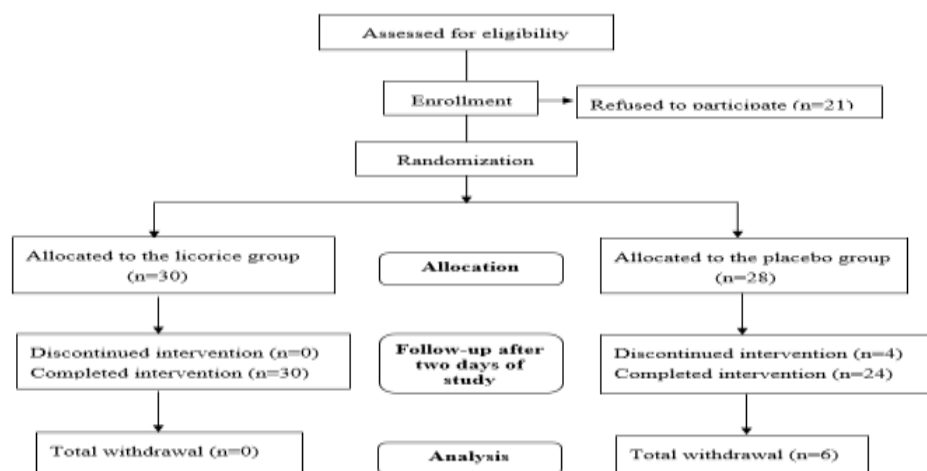 Assessed for eligibility
Enrollment
Refused to participate (n=21)
Randomization
Allocated to the licorice group
(n=30)
Allocation
Allocated to the placebo group
(n=28)
Discontinued intervention (n=0)
Completed intervention (n=30)
Follow-up after
two days of
study
Discontinued intervention (n=4)
Completed intervention (n=24)
Total withdrawal (n=0)
Analysis
Total withdrawal (n=6)